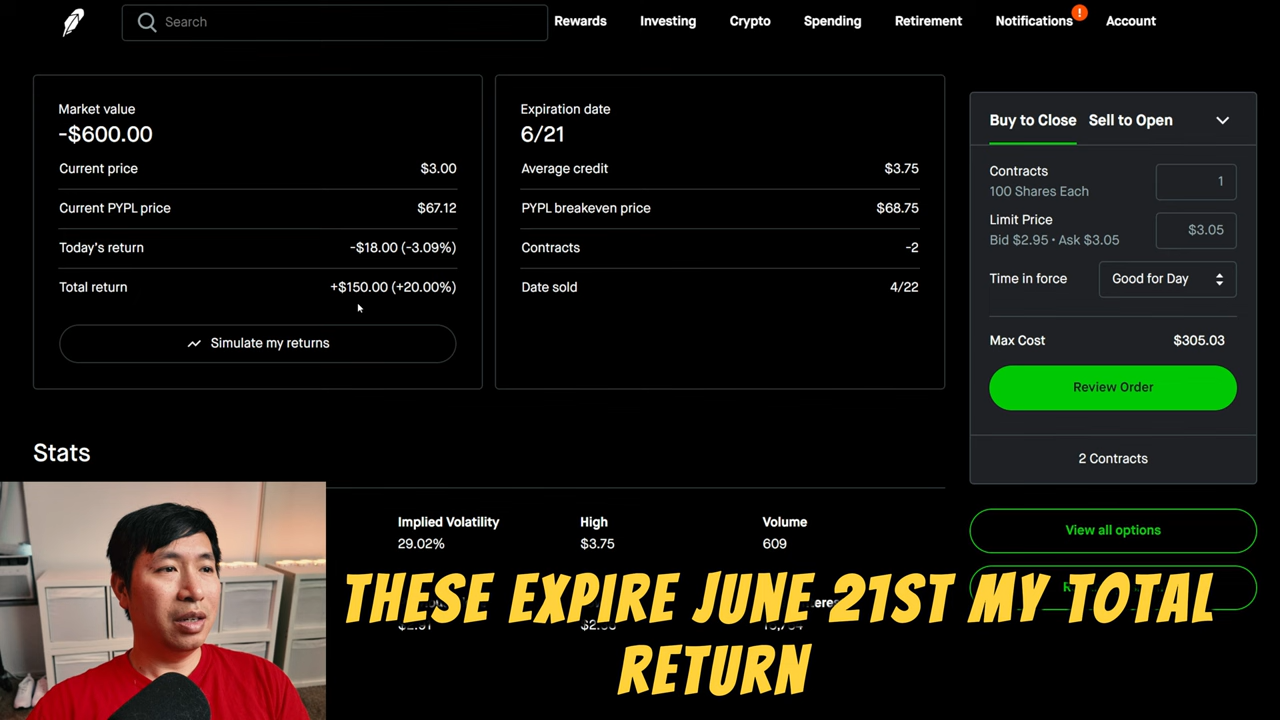 Search
Rewards Investing Crypto Spending Retirement Notifications ! Account
Market value
-$600.00
Current price $3.00
Current PYPL price $67.12
Today's return -$18.00 (-3.09%)
Total return +$150.00 (+20.00%)
Simulate my returns
Expiration date
6/21
Average credit $3.75
PYPL breakeven price $68.75
Contracts -2
Date sold 4/22
Buy to Close Sell to Open
Contracts
100 Shares Each
1
Limit Price
Bid $2.95 • Ask $3.05
$3.05
Time in force Good for Day
Max Cost $305.03
Review Order
2 Contracts
View all options
Stats
Implied Volatility High Volume
29.02% $3.75 609
THESE EXPIRE JUNE 21ST MY TOTAL
RETURN